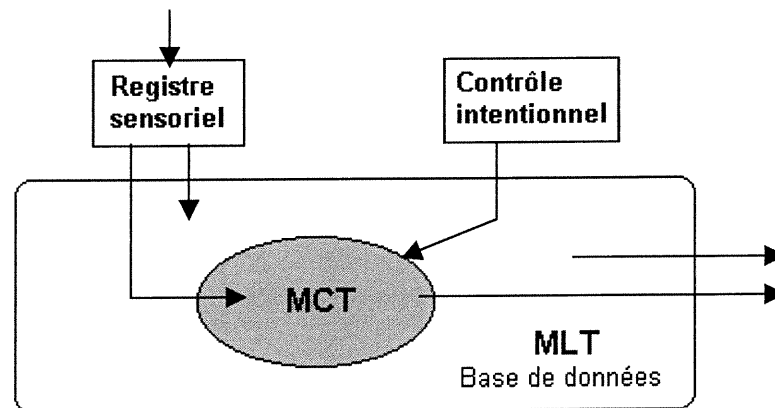 Registre
sensoriel
Contrôle
intentionnel
MCT
MLT
Base de données